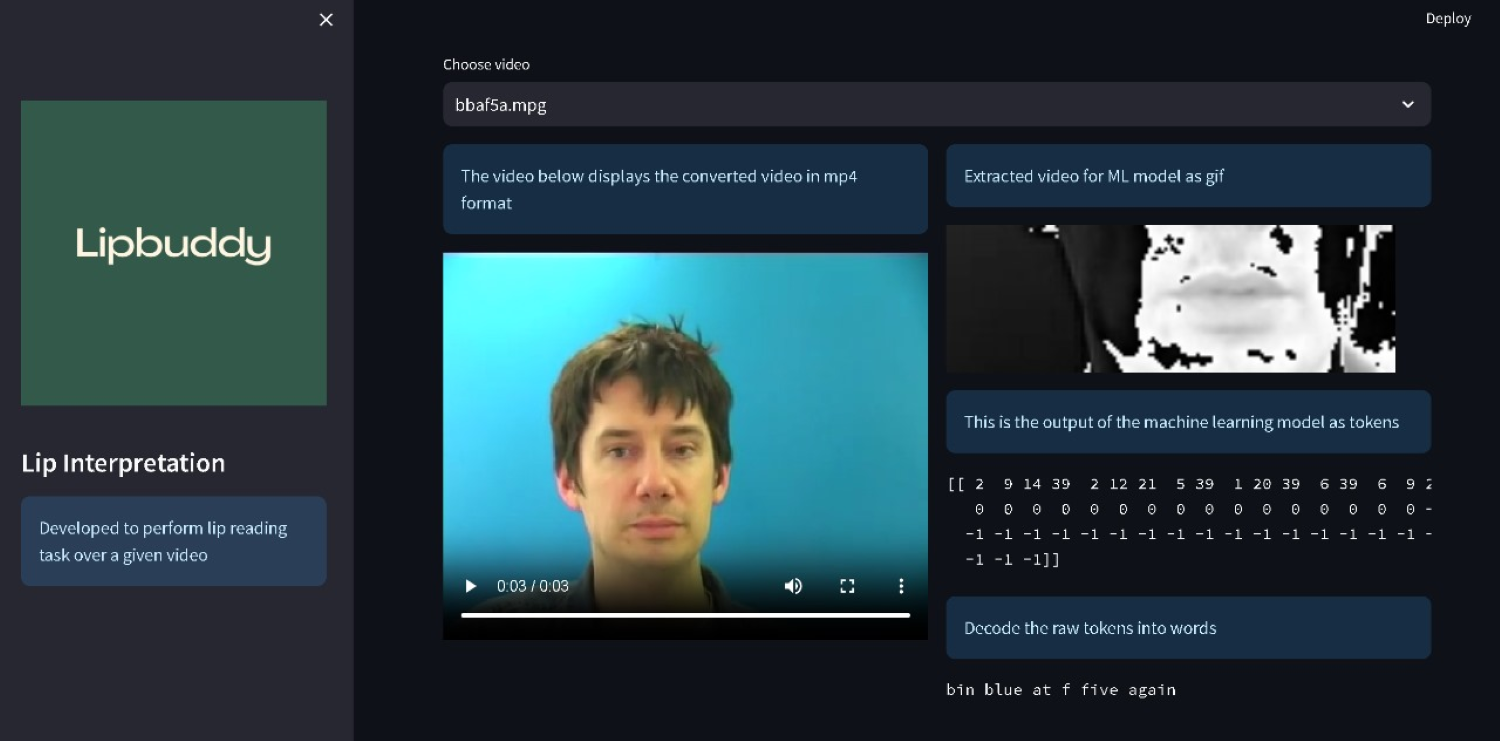 Deploy
Lipbuddy
Lip Interpretation
Developed to perform lip reading
task over a given video
Choose video
bbaf5a.mpg
The video below displays the converted video in mp4
format
0:03 / 0:03
Extracted video for ML model as gif
This is the output of the machine learning model as tokens
[[ 2 9 14 39 2 12 21 5 39 1 20 39 6 39 6 9
0 0 0 0 0 0 0 0 0 0 0 0 0 0 0 0 -
-1 -1 -1 -1 -1 -1 -1 -1 -1 -1 -1 -1 -1 -1 -1 -1 -
-1 -1 -1]]
Decode the raw tokens into words
bin blue at f five again